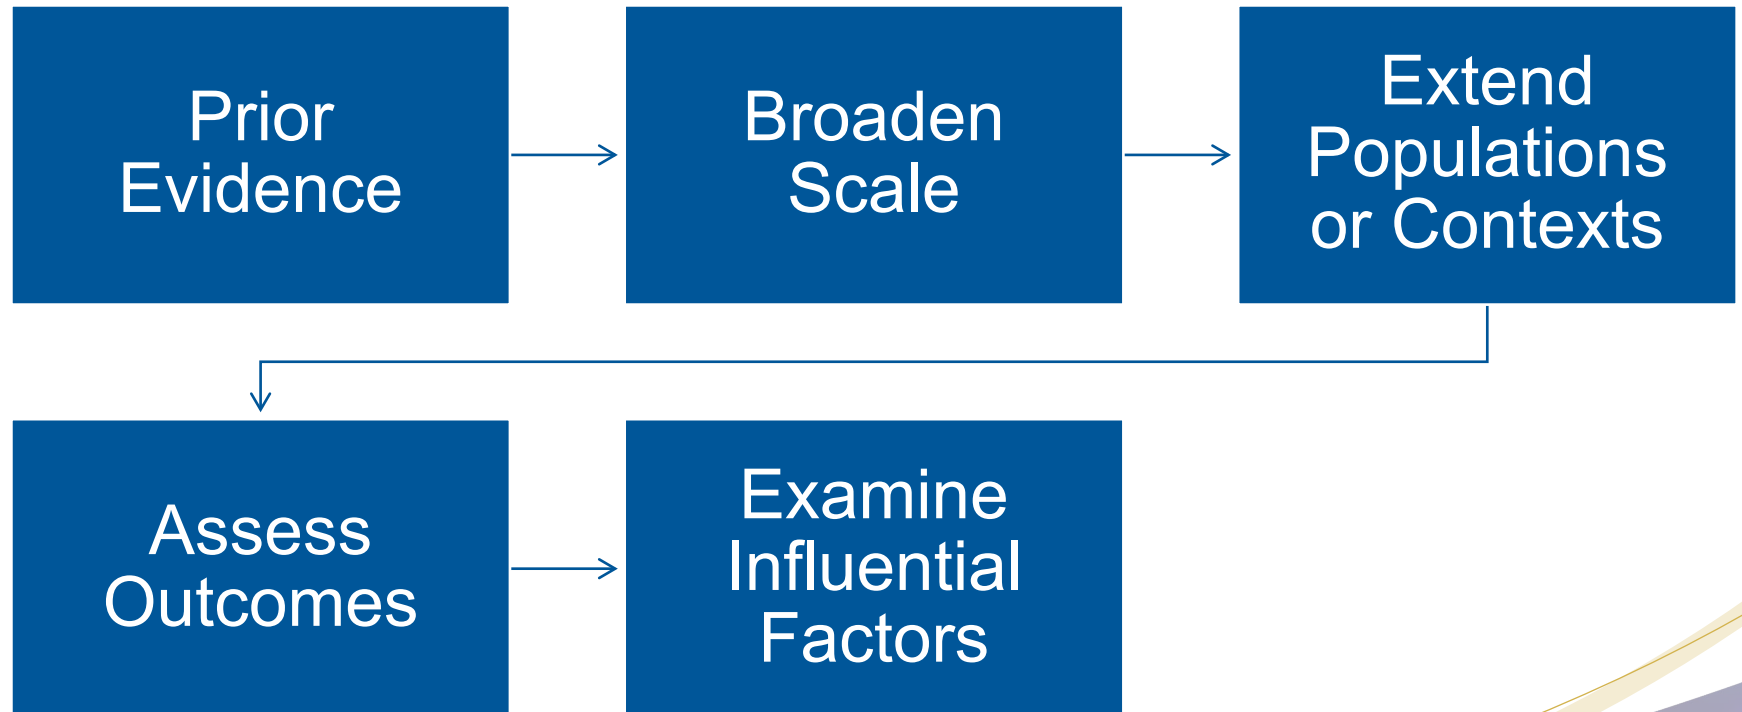 Prior
Evidence
Broaden
Scale
Extend
Populations
or Contexts
Assess
Outcomes
Examine
Influential
Factors